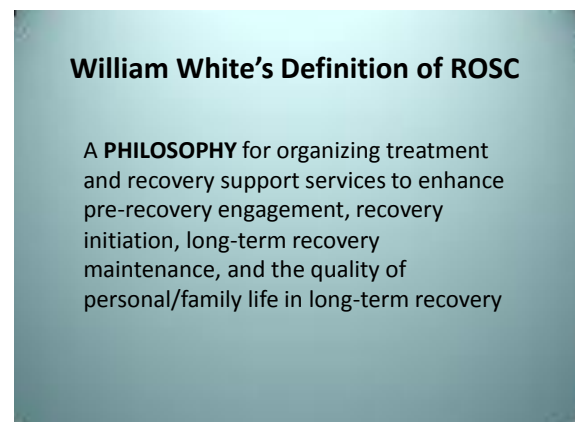 William White’s Definition of ROSC
A PHILOSOPHY for organizing treatment
and recovery support services to enhance
pre-recovery engagement, recovery
initiation, long-term recovery
maintenance, and the quality of
personal/family life in long-term recovery